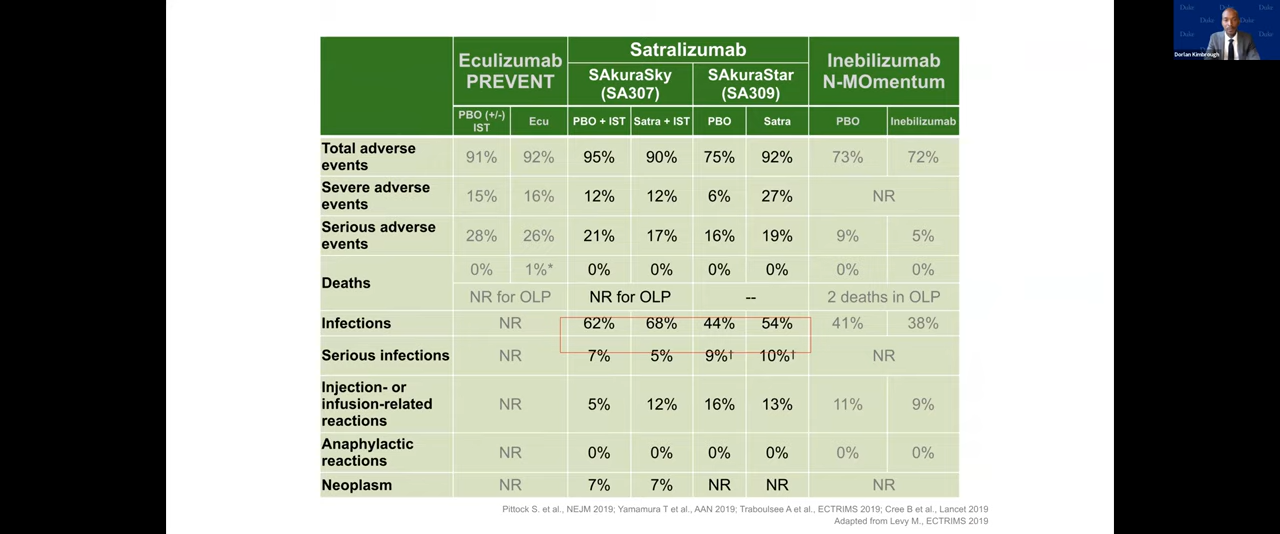 Eculizumab
PREVENT
Satralizumab
Inebilizumab
N-MOmentum
SAkuraSky
(SA307)
SAkuraStar
(SA309)
PBO (+/-)
IST
Ecu
PBO + IST
Satra + IST
PBO
Satra
PBO
Inebilizumab
Total adverse
events
91% 92% 95% 90% 75% 92% 73% 72%
Severe adverse
events
15% 16% 12% 12% 6% 27% NR
Serious adverse
events
28% 26% 21% 17% 16% 19% 9% 5%
Deaths
0% 1%* 0% 0% 0% 0% 0% 0%
NR for OLP NR for OLP -- 2 deaths in OLP
Infections NR 62% 68% 44% 54% 41% 38%
Serious infections NR 7% 5% 9%† 10%† NR
Injection- or
infusion-related
reactions
NR 5% 12% 16% 13% 11% 9%
Anaphylactic
reactions
NR 0% 0% 0% 0% 0% 0%
Neoplasm NR 7% 7% NR NR NR
Pittock S. et al., NEJM 2019; Yamamura T et al., AAN 2019; Traboulsee A et al., ECTRIMS 2019; Cree B et al., Lancet 2019
Adapted from Levy M., ECTRIMS 2019
Duke
Duke
Duke
Duke
Duke
Dorlan Kimbrough